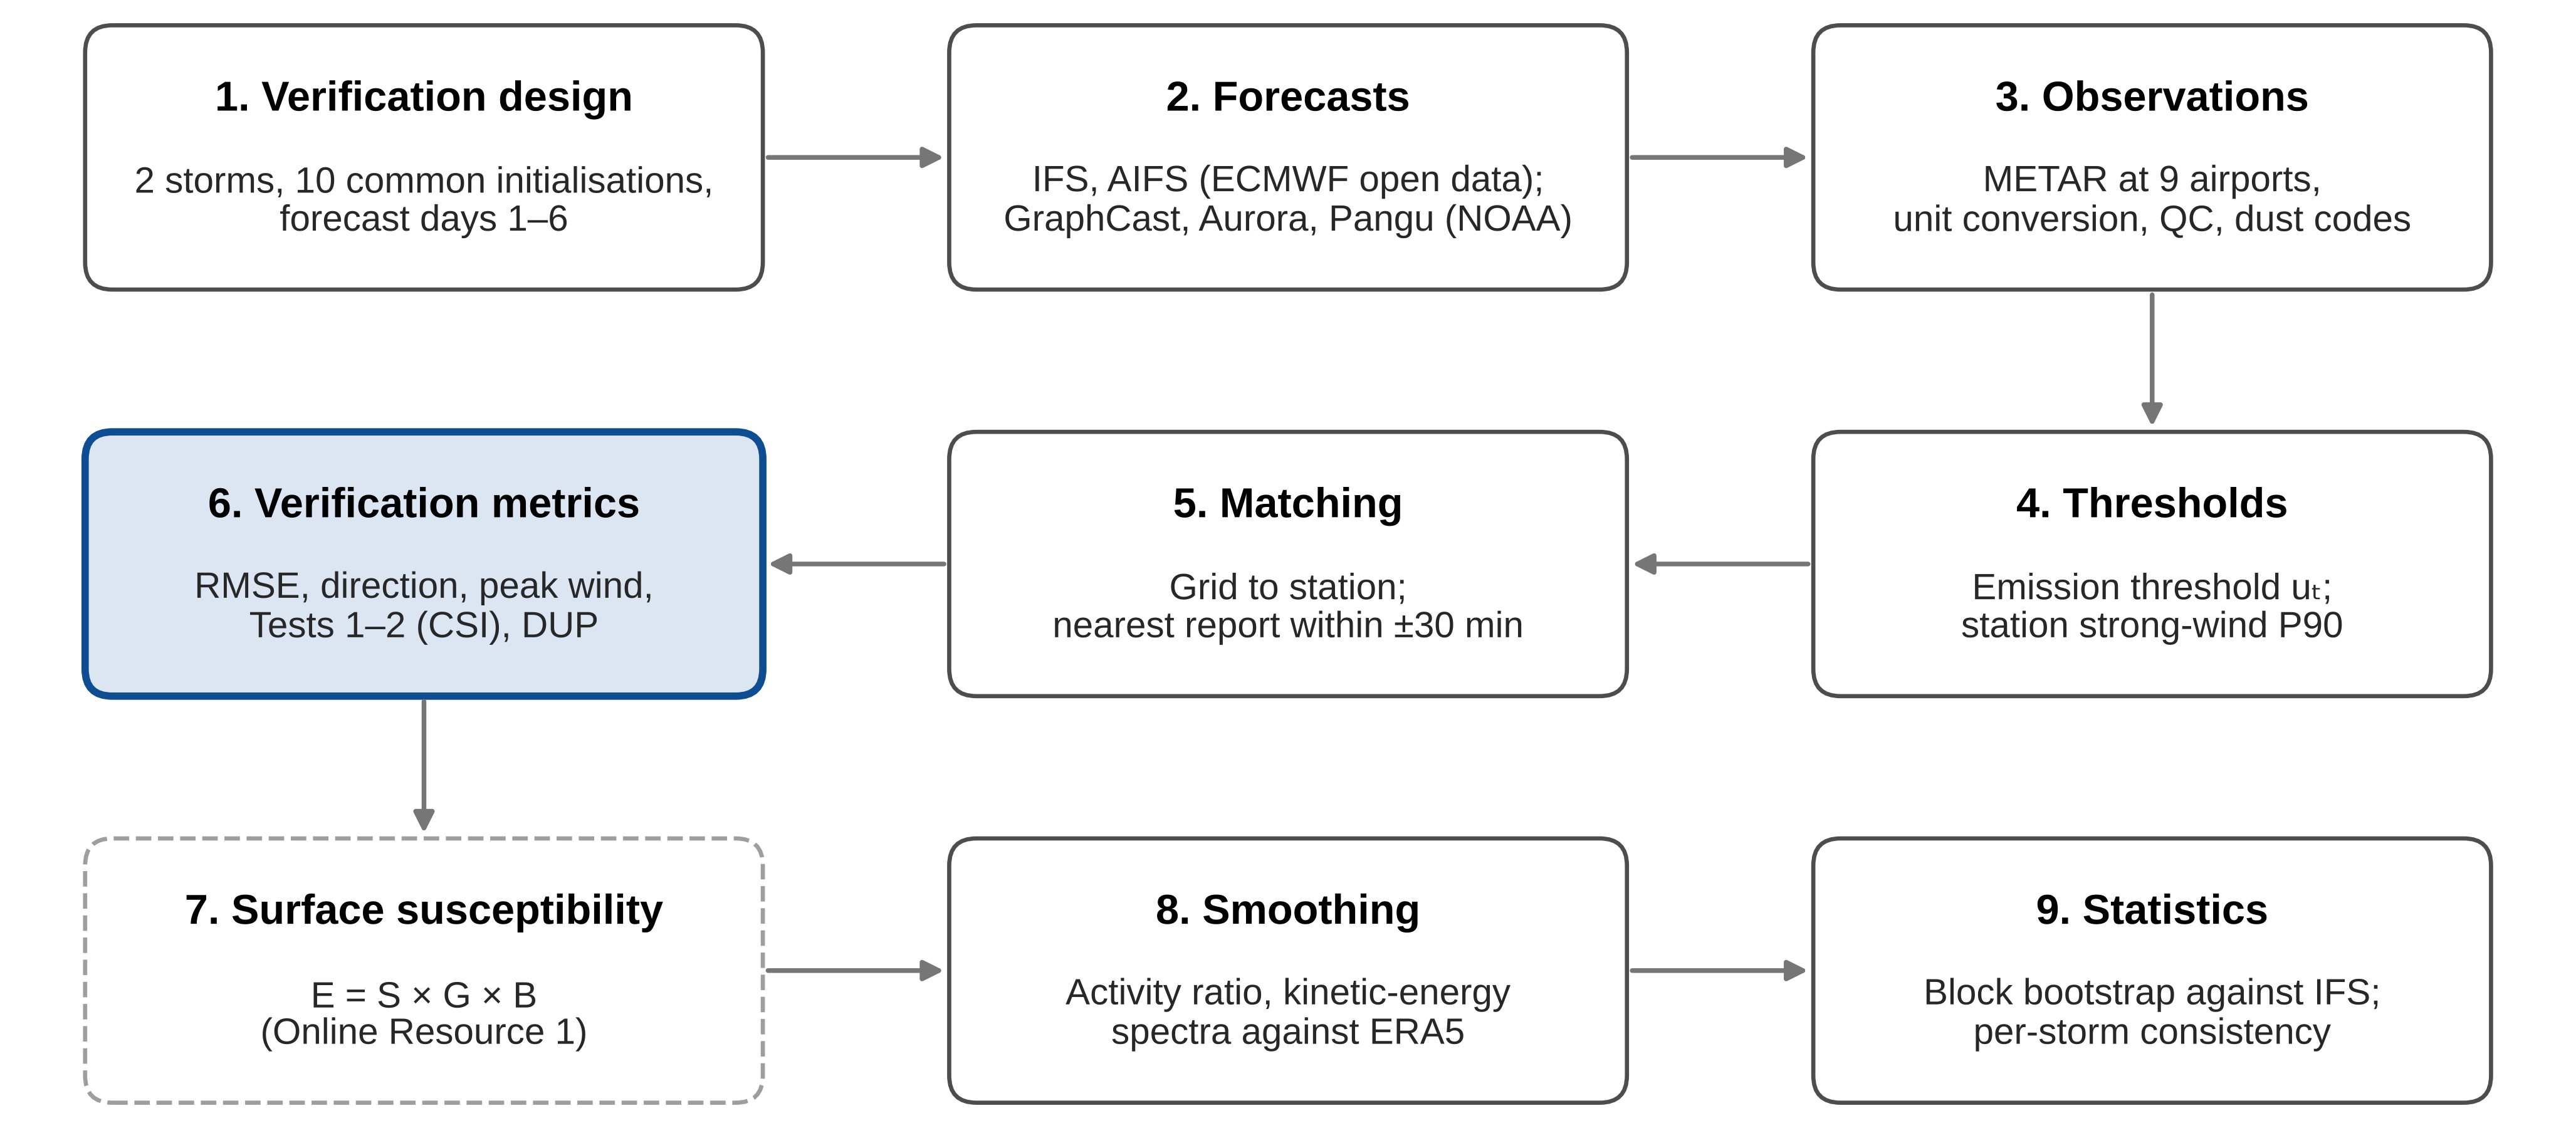 1. Verification design
2 storms, 10 common initialisations,
forecast days 1–6
2. Forecasts
IFS, AIFS (ECMWF open data);
GraphCast, Aurora, Pangu (NOAA)
3. Observations
METAR at 9 airports,
unit conversion, QC, dust codes
4. Thresholds
Emission threshold uₜ;
station strong-wind P90
5. Matching
Grid to station;
nearest report within ±30 min
6. Verification metrics
RMSE, direction, peak wind,
Tests 1–2 (CSI), DUP
7. Surface susceptibility
E = S × G × B
(Online Resource 1)
8. Smoothing
Activity ratio, kinetic-energy
spectra against ERA5
9. Statistics
Block bootstrap against IFS;
per-storm consistency